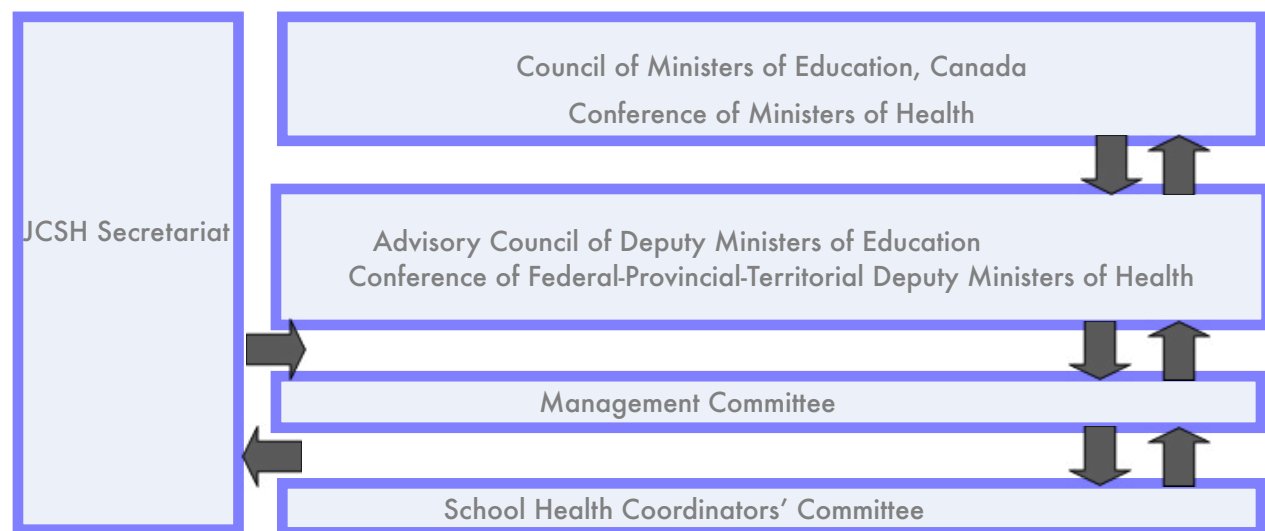 Council of Ministers of Education, Canada
Conference of Ministers of Health
JCSH Secretariat
Advisory Council of Deputy Ministers of Education
Conference of Federal-Provincial-Territorial Deputy Ministers of Health
Management Committee
School Health Coordinators’ Committee